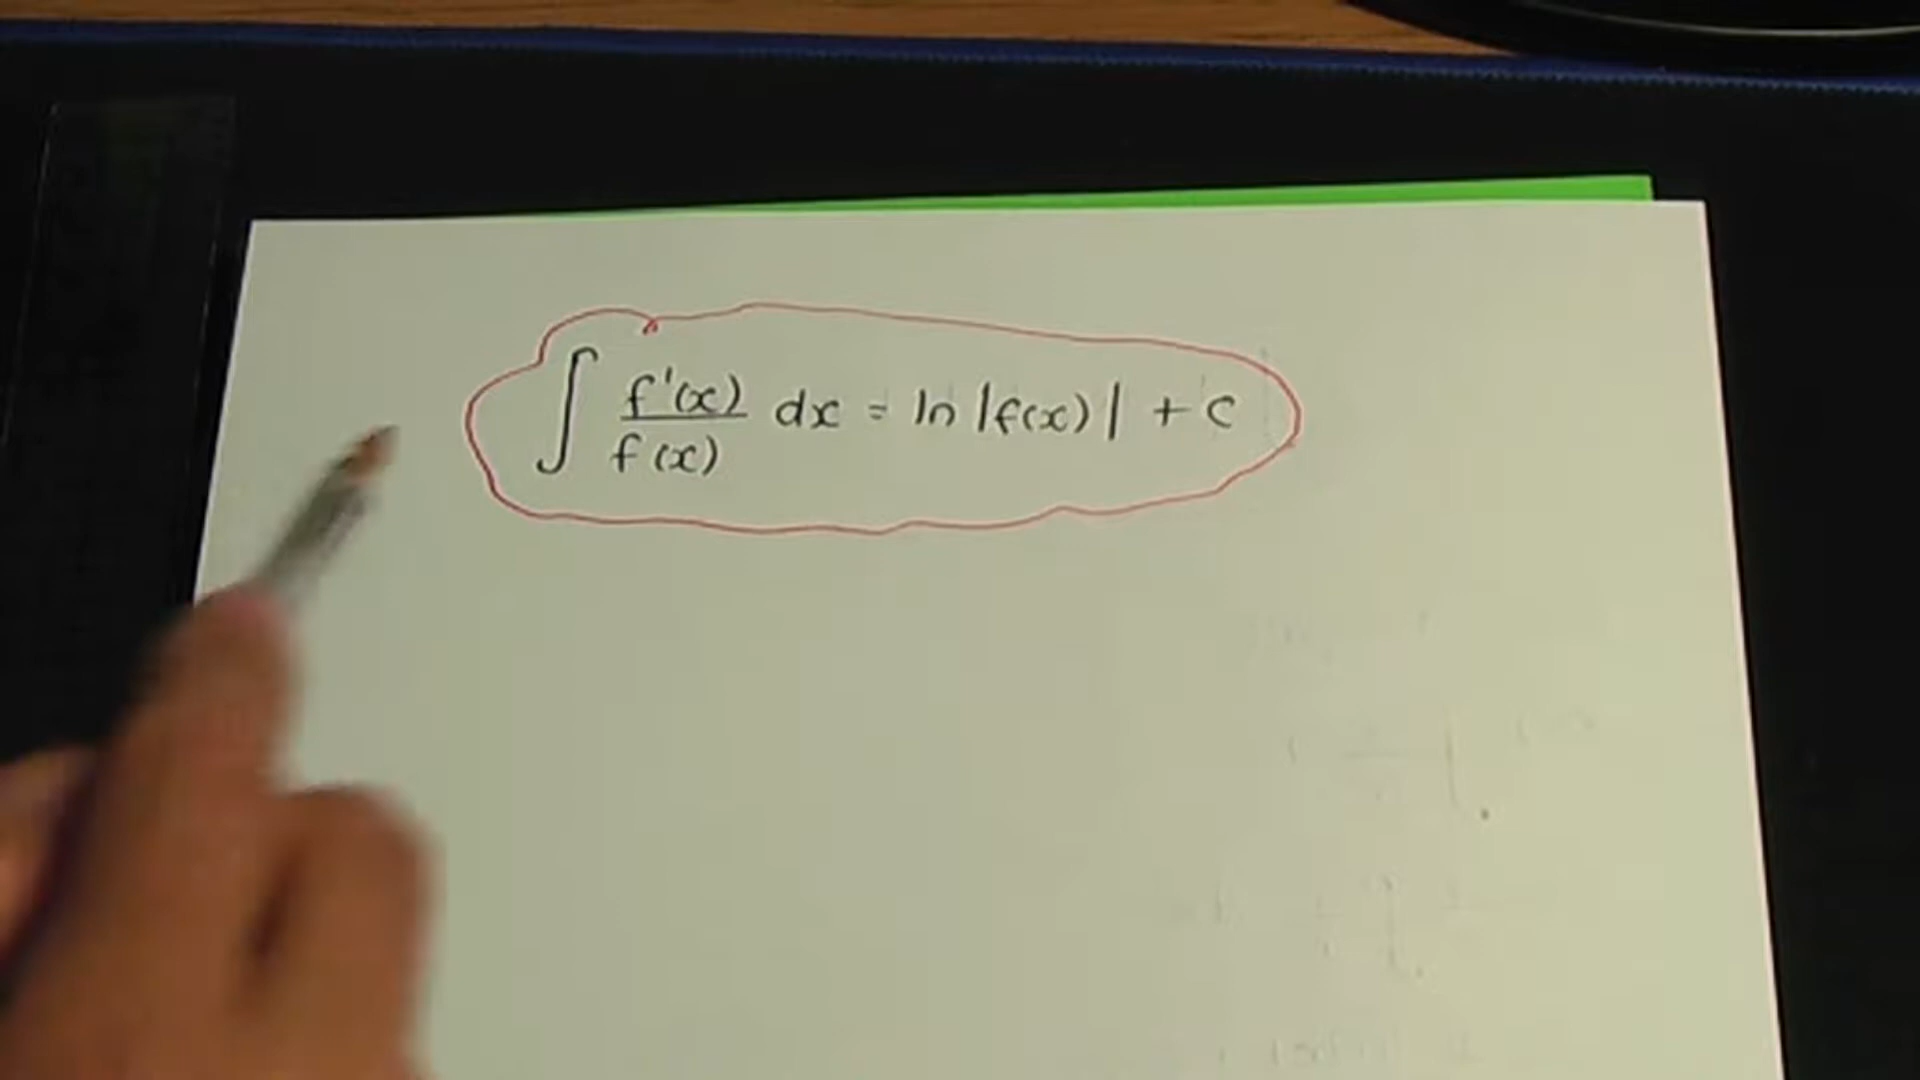 ∫ f'(x)/f(x) dx = ln |f(x)| + c